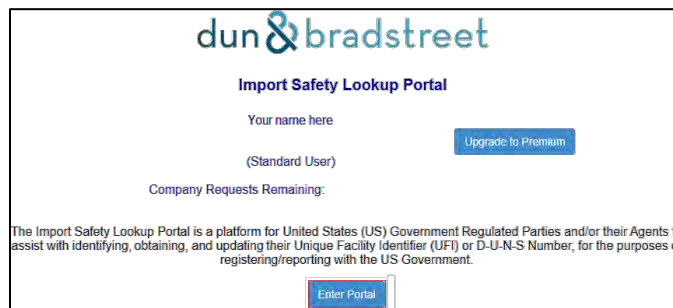 dun & bradstreet
Import Safety Lookup Portal
Your name here
Upgrade to Premium
(Standard User)
Company Requests Remaining:
The Import Safety Lookup Portal is a platform for United States (US) Government Regulated Parties and/or their Agents
assist with identifying, obtaining, and updating their Unique Facility Identifier (UFI) or D-U-N-S Number, for the purposes
registering/reporting with the US Government.
Enter Portal